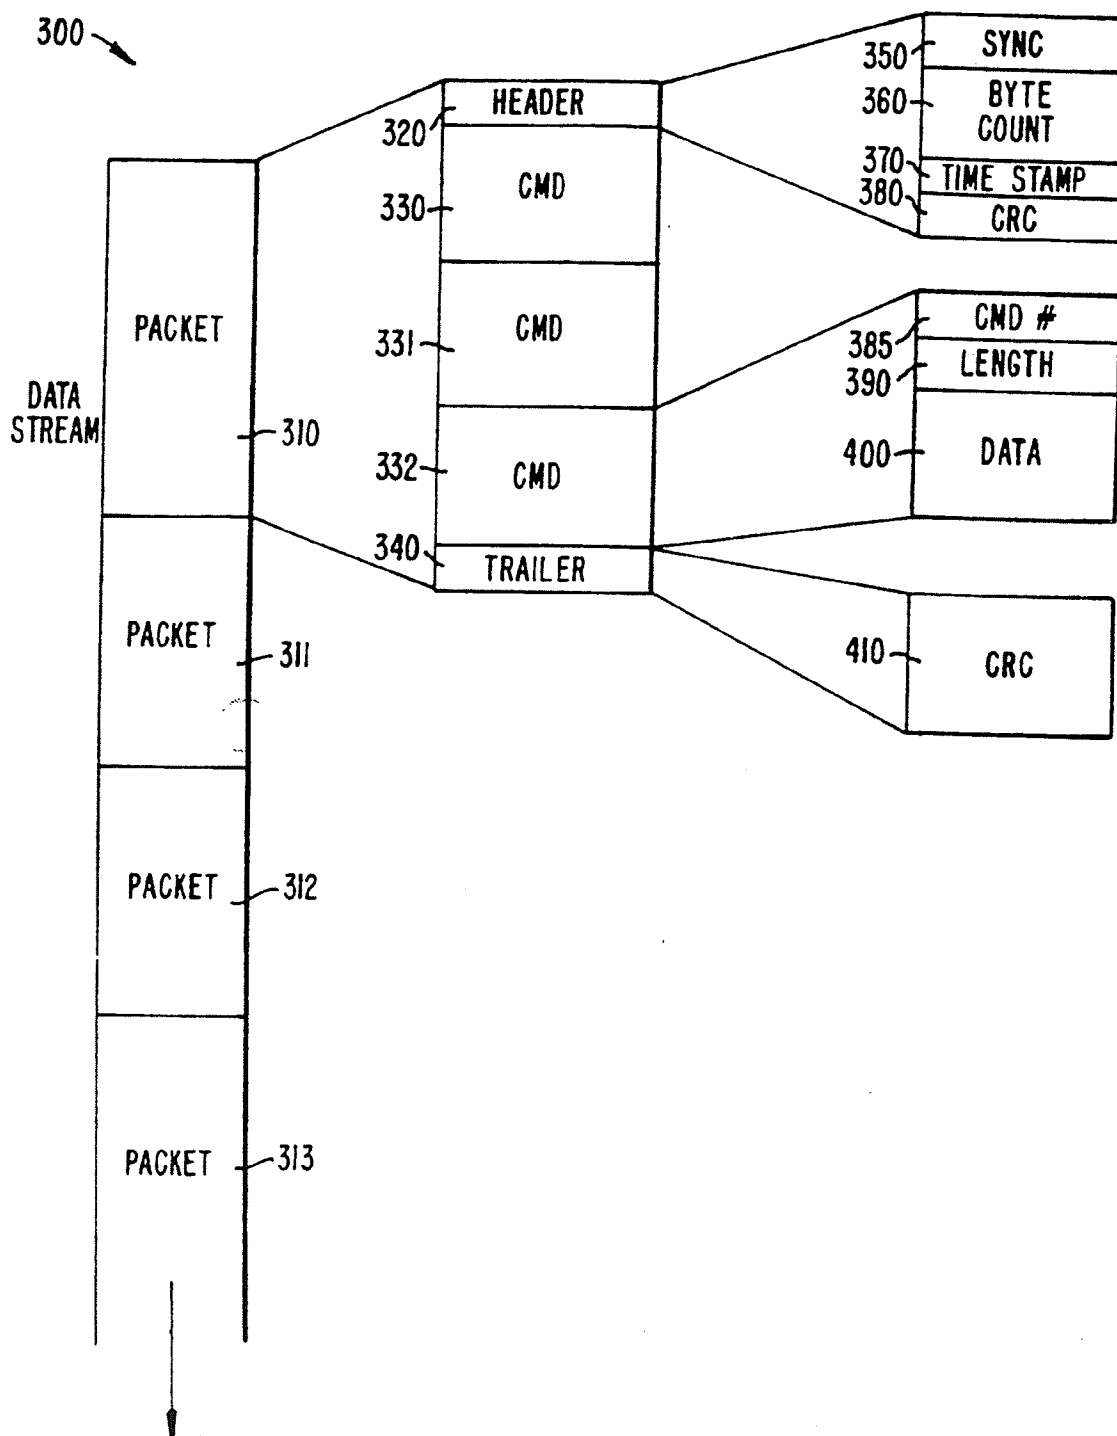 300
DATA
STREAM
PACKET
310
PACKET
311
PACKET
312
PACKET
313
HEADER
320
CMD
330
CMD
331
CMD
332
TRAILER
340
SYNC
350
BYTE
COUNT
360
TIME STAMP
370
CRC
380
CMD #
385
LENGTH
390
DATA
400
CRC
410